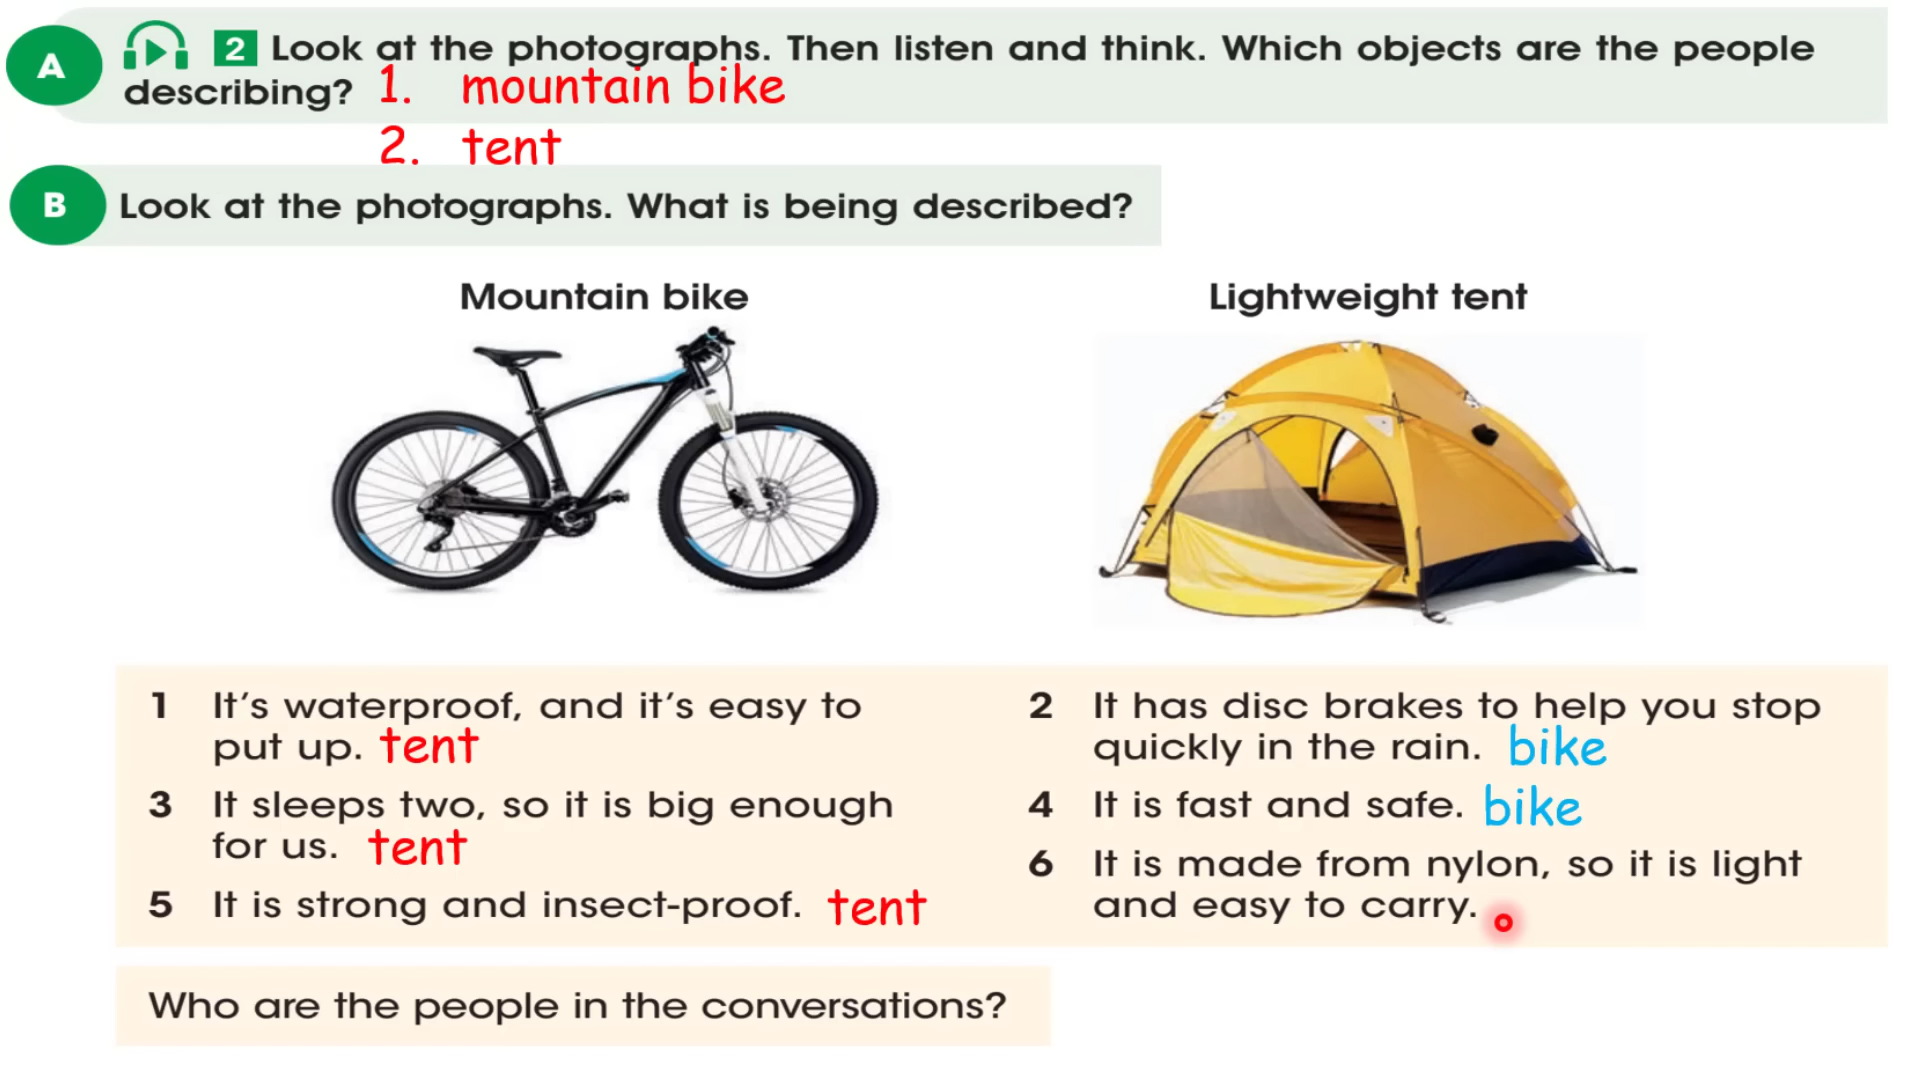 A 2 Look at the photographs. Then listen and think. Which objects are the people
describing? 1. mountain bike
2. tent
B Look at the photographs. What is being described?
Mountain bike
Lightweight tent
1 It's waterproof, and it's easy to
put up. tent
2 It has disc brakes to help you stop
quickly in the rain. bike
3 It sleeps two, so it is big enough
for us. tent
4 It is fast and safe. bike
5 It is strong and insect-proof. tent
6 It is made from nylon, so it is light
and easy to carry.
Who are the people in the conversations?